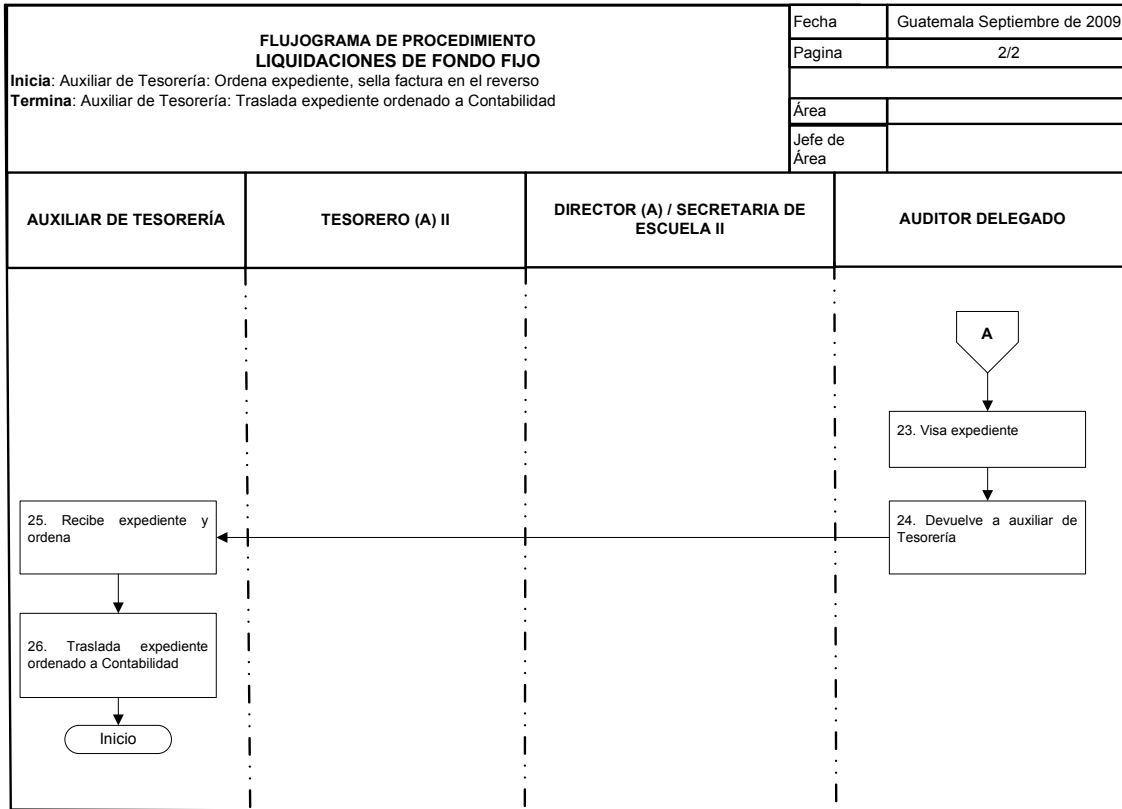 FLUJOGRAMA DE PROCEDIMIENTO
LIQUIDACIONES DE FONDO FIJO
Inicia: Auxiliar de Tesorería: Ordena expediente, sella factura en el reverso
Termina: Auxiliar de Tesorería: Traslada expediente ordenado a Contabilidad
Fecha
Guatemala Septiembre de 2009
Pagina
2/2
Área
Jefe de
Área
AUXILIAR DE TESORERÍA
TESORERO (A) II
DIRECTOR (A) / SECRETARIA DE
ESCUELA II
AUDITOR DELEGADO
A
23. Visa expediente
24. Devuelve a auxiliar de
Tesorería
25. Recibe expediente y
ordena
26. Traslada expediente
ordenado a Contabilidad
Inicio